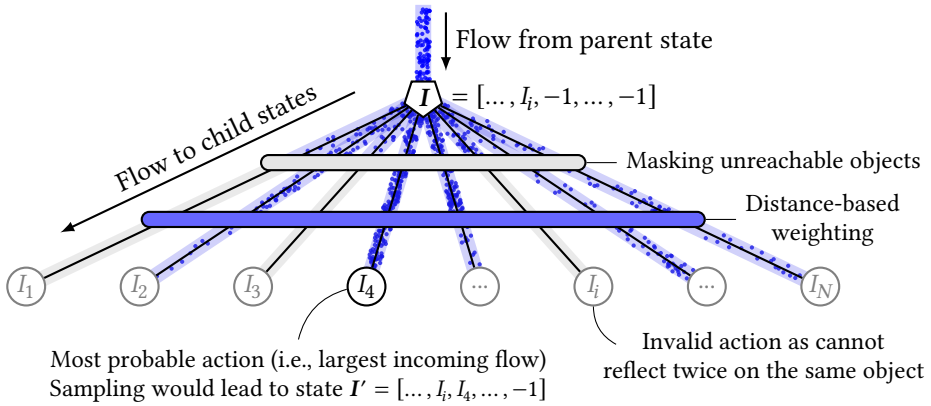 Flow from parent state
I = [... , I_i, −1, ... , −1]
Flow to child states
Masking unreachable objects
Distance-based
weighting
I_1
I_2
I_3
I_4
...
I_i
...
I_N
Most probable action (i.e., largest incoming flow)
Sampling would lead to state I′ = [... , I_i, I_4, ... , −1]
Invalid action as cannot
reflect twice on the same object